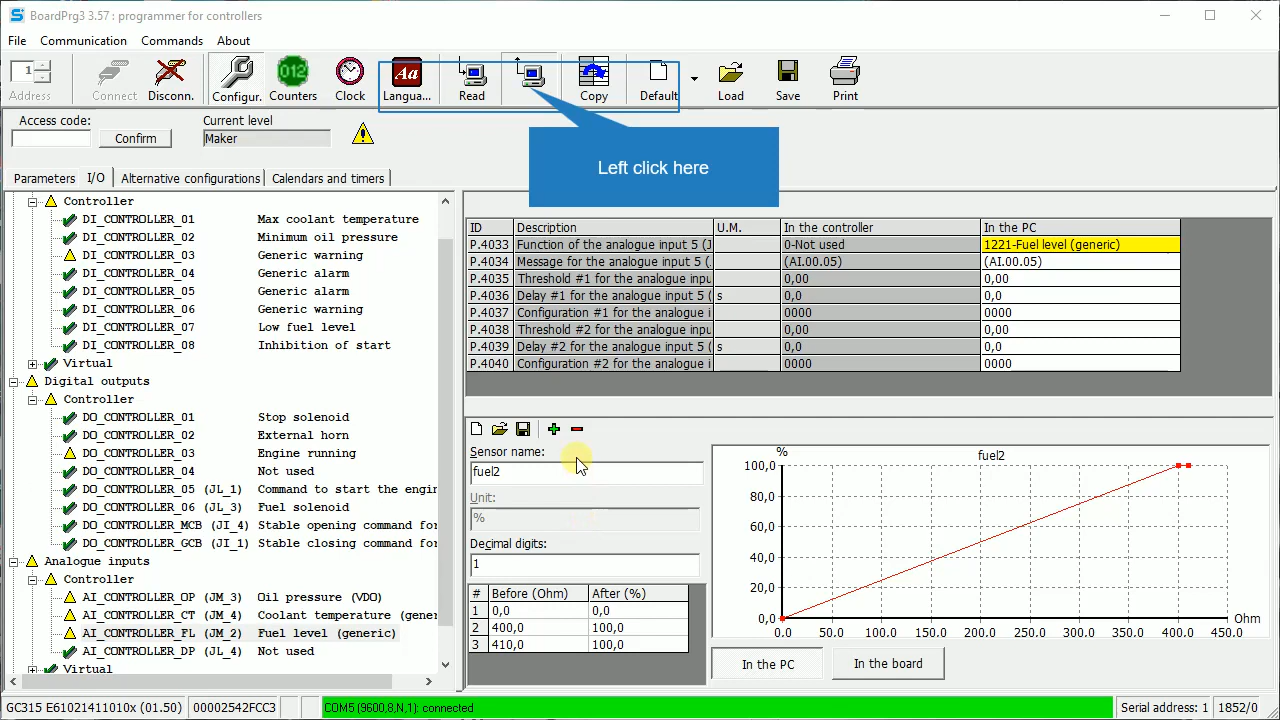 BoardPrg3 3.57 : programmer for controllers
File Communication Commands About
1
012
Aa
Address Connect Disconn. Configur. Counters Clock Langua... Read Copy Default Load Save Print
Access code: Current level
Confirm Maker
Left click here
Parameters I/O Alternative configurations Calendars and timers
Controller
DI_CONTROLLER_01 Max coolant temperature
DI_CONTROLLER_02 Minimum oil pressure
DI_CONTROLLER_03 Generic warning
DI_CONTROLLER_04 Generic alarm
DI_CONTROLLER_05 Generic alarm
DI_CONTROLLER_06 Generic warning
DI_CONTROLLER_07 Low fuel level
DI_CONTROLLER_08 Inhibition of start
Virtual
Digital outputs
Controller
DO_CONTROLLER_01 Stop solenoid
DO_CONTROLLER_02 External horn
DO_CONTROLLER_03 Engine running
DO_CONTROLLER_04 Not used
DO_CONTROLLER_05 (JL_1) Command to start the engin
DO_CONTROLLER_06 (JL_3) Fuel solenoid
DO_CONTROLLER_MCB (JI_4) Stable opening command for
DO_CONTROLLER_GCB (JI_1) Stable closing command for
Analogue inputs
Controller
AI_CONTROLLER_OP (JM_3) Oil pressure (VDO)
AI_CONTROLLER_CT (JM_4) Coolant temperature (gener
AI_CONTROLLER_FL (JM_2) Fuel level (generic)
AI_CONTROLLER_DP (JL_4) Not used
Virtual
ID Description U.M. In the controller In the PC
P.4033 Function of the analogue input 5 (J 0-Not used 1221-Fuel level (generic)
P.4034 Message for the analogue input 5 (. (AI.00.05) (AI.00.05)
P.4035 Threshold #1 for the analogue inpu 0,00 0,00
P.4036 Delay #1 for the analogue input 5 ( s 0,0 0,0
P.4037 Configuration #1 for the analogue i 0000 0000
P.4038 Threshold #2 for the analogue inpu 0,00 0,00
P.4039 Delay #2 for the analogue input 5 ( s 0,0 0,0
P.4040 Configuration #2 for the analogue i 0000 0000
Sensor name:
fuel2
Unit:
%
Decimal digits:
1
# Before (Ohm) After (%)
1 0,0 0,0
2 400,0 100,0
3 410,0 100,0
%
fuel2
100,0
80,0
60,0
40,0
20,0
0,0
0,0 50,0 100,0 150,0 200,0 250,0 300,0 350,0 400,0 450,0
Ohm
In the PC In the board
GC315 E61021411010x (01.50) 00002542FCC3 COM5 (9600,8,N,1): connected Serial address: 1 1852/0